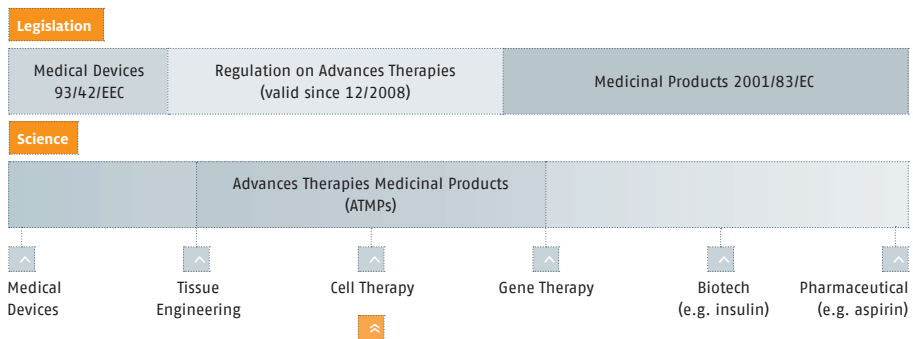 Legislation
Medical Devices
93/42/EEC
Regulation on Advances Therapies
(valid since 12/2008)
Medicinal Products 2001/83/EC
Science
Advances Therapies Medicinal Products
(ATMPs)
Medical
Devices
Tissue
Engineering
Cell Therapy
Gene Therapy
Biotech
(e.g. insulin)
Pharmaceutical
(e.g. aspirin)